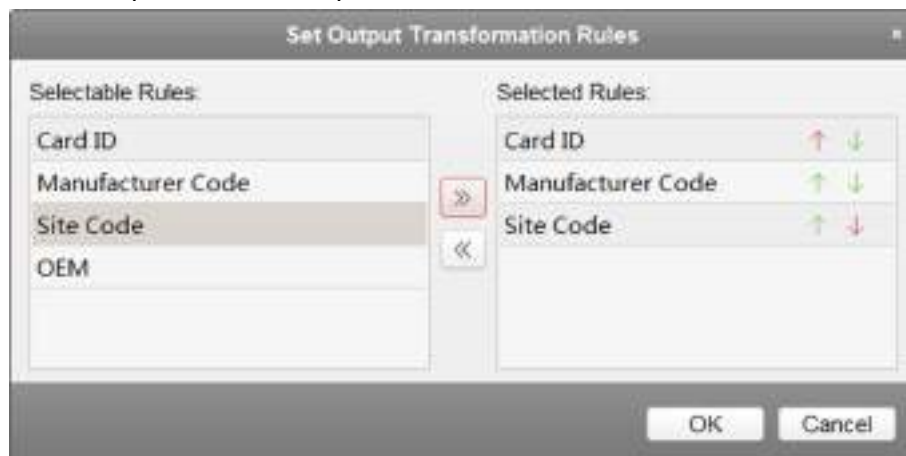 Set Output Transformation Rules
Selectable Rules:
Selected Rules:
Card ID
Manufacturer Code
Site Code
OEM
Card ID
Manufacturer Code
Site Code
OK
Cancel